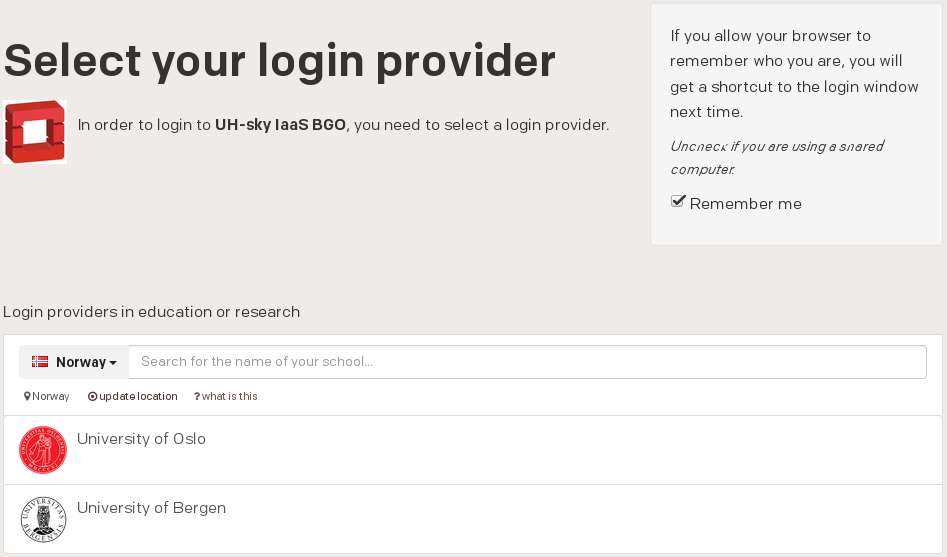 Select your login provider
In order to login to UH-sky IaaS BGO, you need to select a login provider.
If you allow your browser to
remember who you are, you will
get a shortcut to the login window
next time.
Uncheck if you are using a shared
computer.
Remember me
Login providers in education or research
Norway
Search for the name of your school...
Norway
update location
? what is this
University of Oslo
University of Bergen